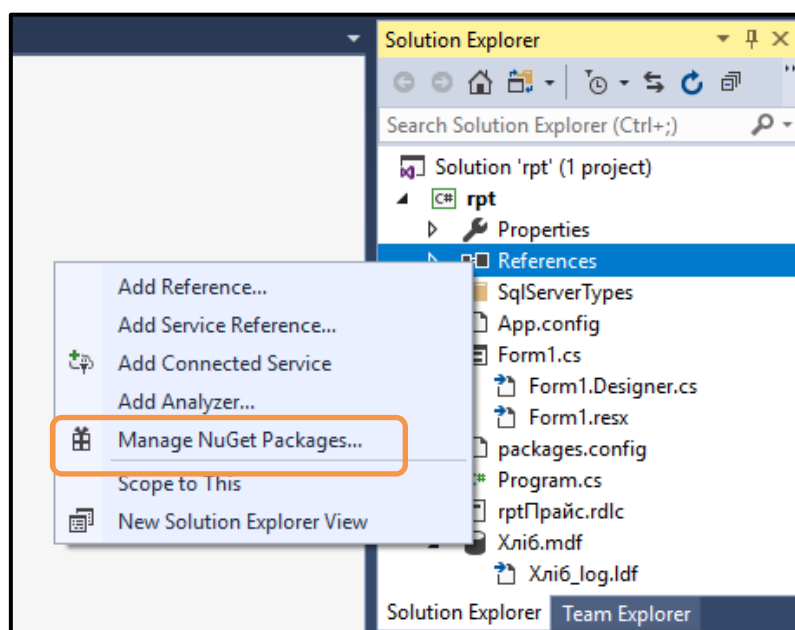 Solution Explorer
Search Solution Explorer (Ctrl+;)
Solution 'rpt' (1 project)
C# rpt
Properties
References
SqlServerTypes
App.config
Form1.cs
Form1.Designer.cs
Form1.resx
packages.config
Program.cs
rptПрайс.rdlc
Хліб.mdf
Хліб_log.ldf
Solution Explorer Team Explorer
Add Reference...
Add Service Reference...
Add Connected Service
Add Analyzer...
Manage NuGet Packages...
Scope to This
New Solution Explorer View